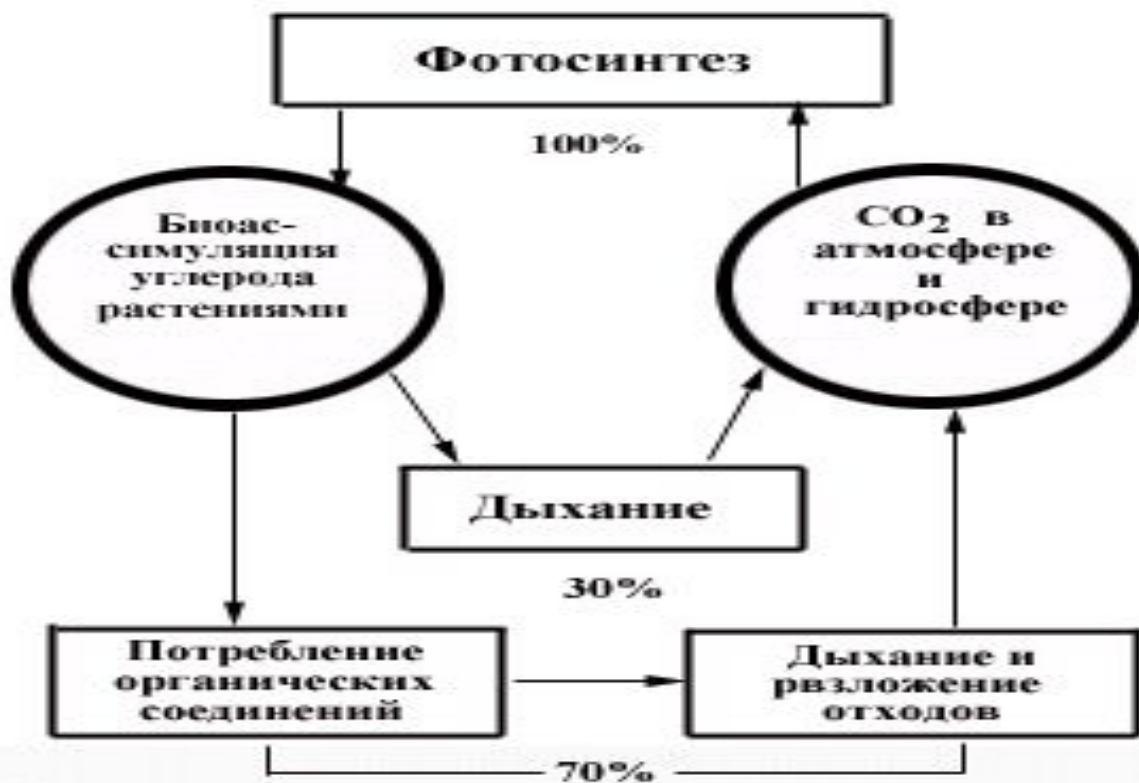 Фотосинтез
100%
Биоас-
симуляция
углерода
растениями
CO₂ в
атмосфере
и
гидросфере
Дыхание
30%
Потребление
органических
соединений
Дыхание и
рвзложение
отходов
70%